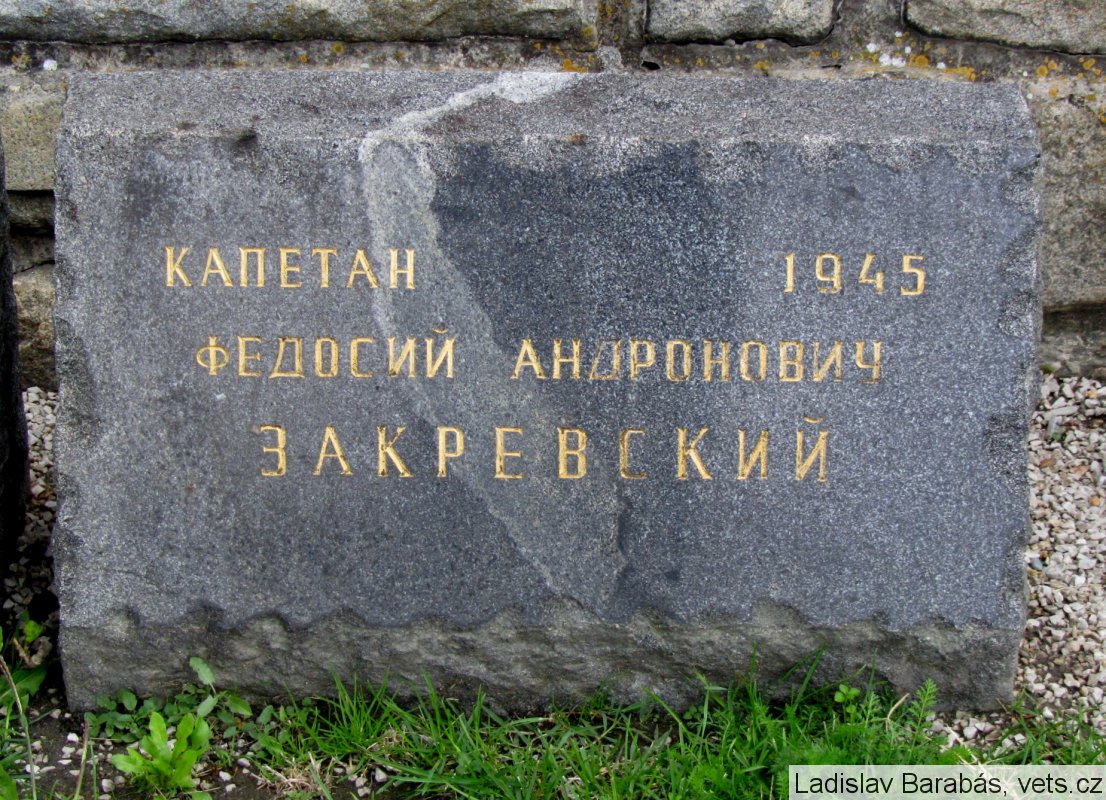 КАПЕТАН 1945
ФЕДОСИЙ АНДРОНОВИЧ
ЗАКРЕВСКИЙ
Ladislav Barabás, vets.cz